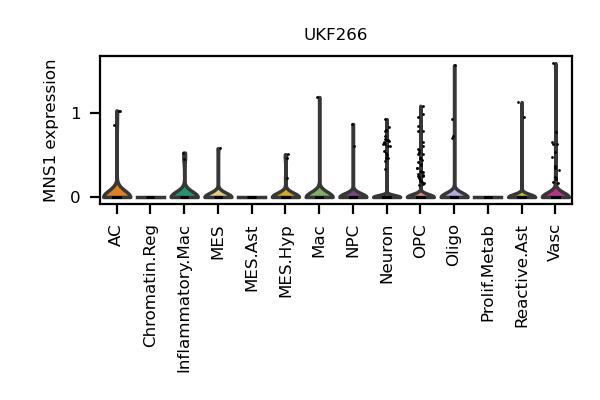 UKF266
MNS1 expression
1
0
AC
Chromatin.Reg
Inflammatory.Mac
MES
MES.Ast
MES.Hyp
Mac
NPC
Neuron
OPC
Oligo
Prolif.Metab
Reactive.Ast
Vasc